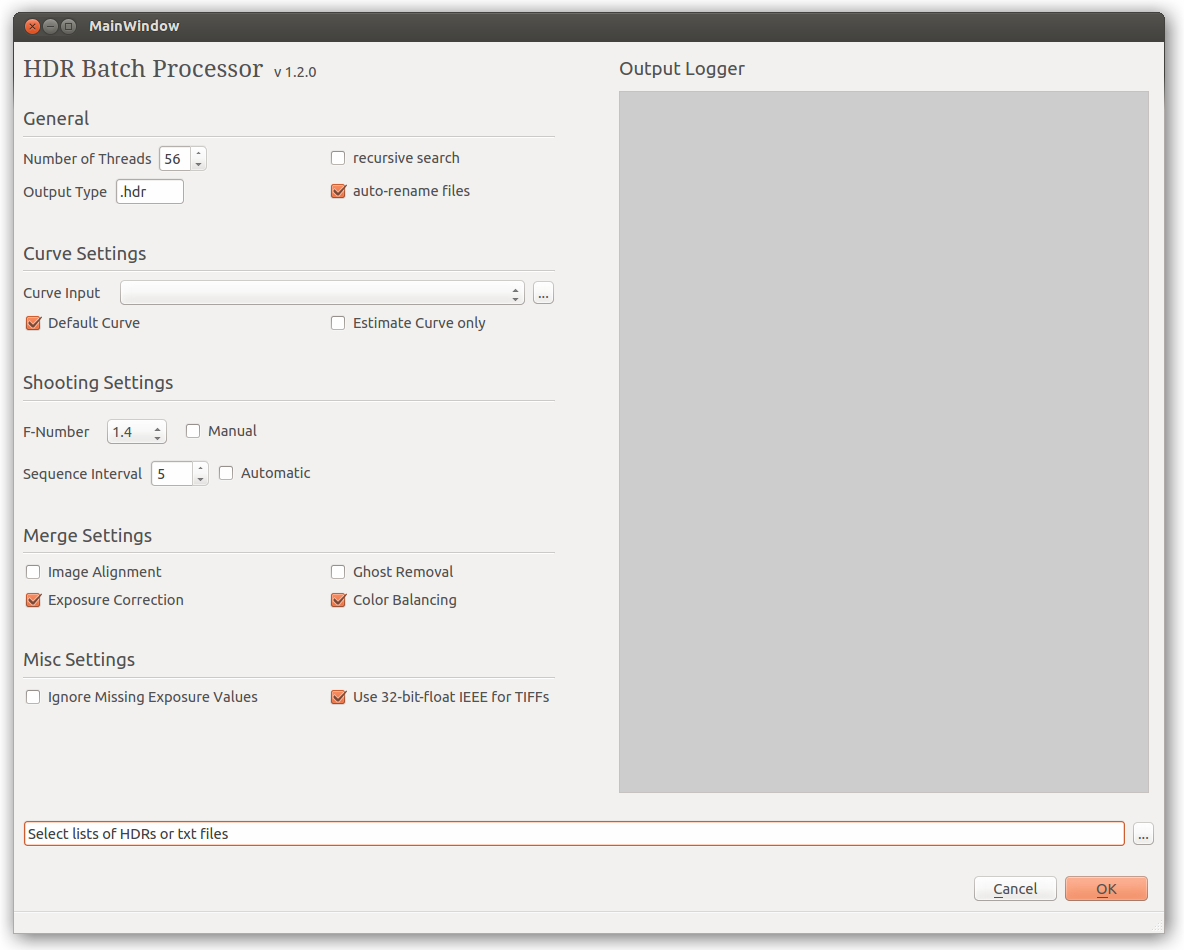 MainWindow
HDR Batch Processor v 1.2.0
Output Logger
General
Number of Threads 56
recursive search
Output Type .hdr
auto-rename files
Curve Settings
Curve Input
...
Default Curve
Estimate Curve only
Shooting Settings
F-Number 1.4
Manual
Sequence Interval 5
Automatic
Merge Settings
Image Alignment
Ghost Removal
Exposure Correction
Color Balancing
Misc Settings
Ignore Missing Exposure Values
Use 32-bit-float IEEE for TIFFs
Select lists of HDRs or txt files
...
Cancel
OK